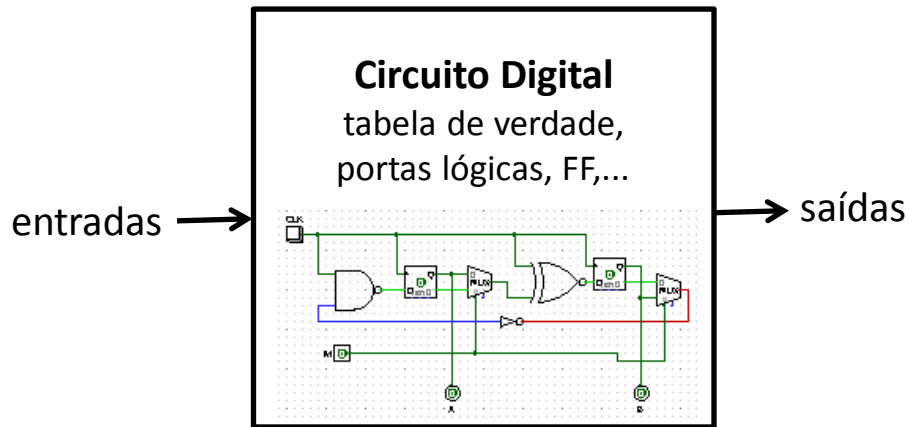 Circuito Digital
tabela de verdade,
portas lógicas, FF,...
entradas
saídas
CLK
M
A
B